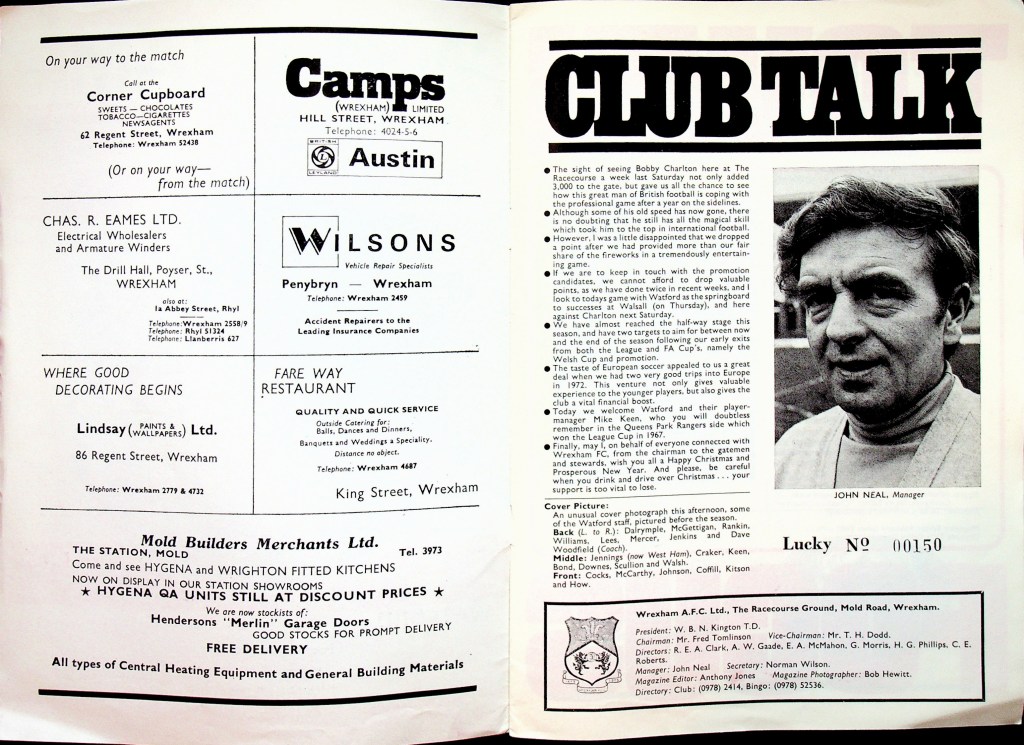 On your way to the match
Call at the
Corner Cupboard
SWEETS — CHOCOLATES
TOBACCO—CIGARETTES
NEWSAGENTS
62 Regent Street, Wrexham
Telephone: Wrexham 52438
(Or on your way—
from the match)
Camps
(WREXHAM) LIMITED
HILL STREET, WREXHAM
Telephone: 4024-5-6
BRITISH
LEYLAND
Austin
CHAS. R. EAMES LTD.
Electrical Wholesalers
and Armature Winders
The Drill Hall, Poyser, St.,
WREXHAM
also at:
1a Abbey Street, Rhyl
Telephone: Wrexham 2558/9
Telephone: Rhyl 51324
Telephone: Llanberris 627
WILSONS
Vehicle Repair Specialists
Penybryn — Wrexham
Telephone: Wrexham 2459
Accident Repairers to the
Leading Insurance Companies
WHERE GOOD
DECORATING BEGINS
Lindsay (PAINTS & WALLPAPERS) Ltd.
86 Regent Street, Wrexham
Telephone: Wrexham 2779 & 4732
FARE WAY
RESTAURANT
QUALITY AND QUICK SERVICE
Outside Catering for:
Balls, Dances and Dinners,
Banquets and Weddings a Speciality.
Distance no object.
Telephone: Wrexham 4687
King Street, Wrexham
Mold Builders Merchants Ltd.
THE STATION, MOLD
Tel. 3973
Come and see HYGENA and WRIGHTON FITTED KITCHENS
NOW ON DISPLAY IN OUR STATION SHOWROOMS
★ HYGENA QA UNITS STILL AT DISCOUNT PRICES ★
We are now stockists of:
Hendersons "Merlin" Garage Doors
GOOD STOCKS FOR PROMPT DELIVERY
FREE DELIVERY
All types of Central Heating Equipment and General Building Materials
CLUB TALK
● The sight of seeing Bobby Charlton here at The
Racecourse a week last Saturday not only added
3,000 to the gate, but gave us all the chance to see
how this great man of British football is coping with
the professional game after a year on the sidelines.
● Although some of his old speed has now gone, there
is no doubting that he still has all the magical skill
which took him to the top in international football.
● However, I was a little disappointed that we dropped
a point after we had provided more than our fair
share of the fireworks in a tremendously entertain-
ing game.
● If we are to keep in touch with the promotion
candidates, we cannot afford to drop valuable
points, as we have done twice in recent weeks, and I
look to todays game with Watford as the springboard
to successes at Walsall (on Thursday), and here
against Charlton next Saturday.
● We have almost reached the half-way stage this
season, and have two targets to aim for between now
and the end of the season following our early exits
from both the League and FA Cup's, namely the
Welsh Cup and promotion.
● The taste of European soccer appealed to us a great
deal when we had two very good trips into Europe
in 1972. This venture not only gives valuable
experience to the younger players, but also gives the
club a vital financial boost.
● Today we welcome Watford and their player-
manager Mike Keen, who you will doubtless
remember in the Queens Park Rangers side which
won the League Cup in 1967.
● Finally, may I, on behalf of everyone connected with
Wrexham FC, from the chairman to the gatemen
and stewards, wish you all a Happy Christmas and
Prosperous New Year. And please, be careful
when you drink and drive over Christmas . . . your
support is too vital to lose.
JOHN NEAL, Manager
Cover Picture:
An unusual cover photograph this afternoon, some
of the Watford staff, pictured before the season.
Back (L. to R.): Dalrymple, McGettigan, Rankin,
Williams, Lees, Mercer, Jenkins and Dave
Woodfield (Coach).
Middle: Jennings (now West Ham), Craker, Keen,
Bond, Downes, Scullion and Walsh.
Front: Cocks, McCarthy, Johnson, Coffill, Kitson
and How.
Lucky Nº 00150
Wrexham A.F.C. Ltd., The Racecourse Ground, Mold Road, Wrexham.
President: W. B. N. Kington T.D.
Chairman: Mr. Fred Tomlinson Vice-Chairman: Mr. T. H. Dodd.
Directors: R. E. A. Clark, A. W. Gaade, E. A. McMahon, G. Morris, H. G. Phillips, C. E.
Roberts.
Manager: John Neal Secretary: Norman Wilson.
Magazine Editor: Anthony Jones Magazine Photographer: Bob Hewitt.
Directory: Club: (0978) 2414, Bingo: (0978) 52536.